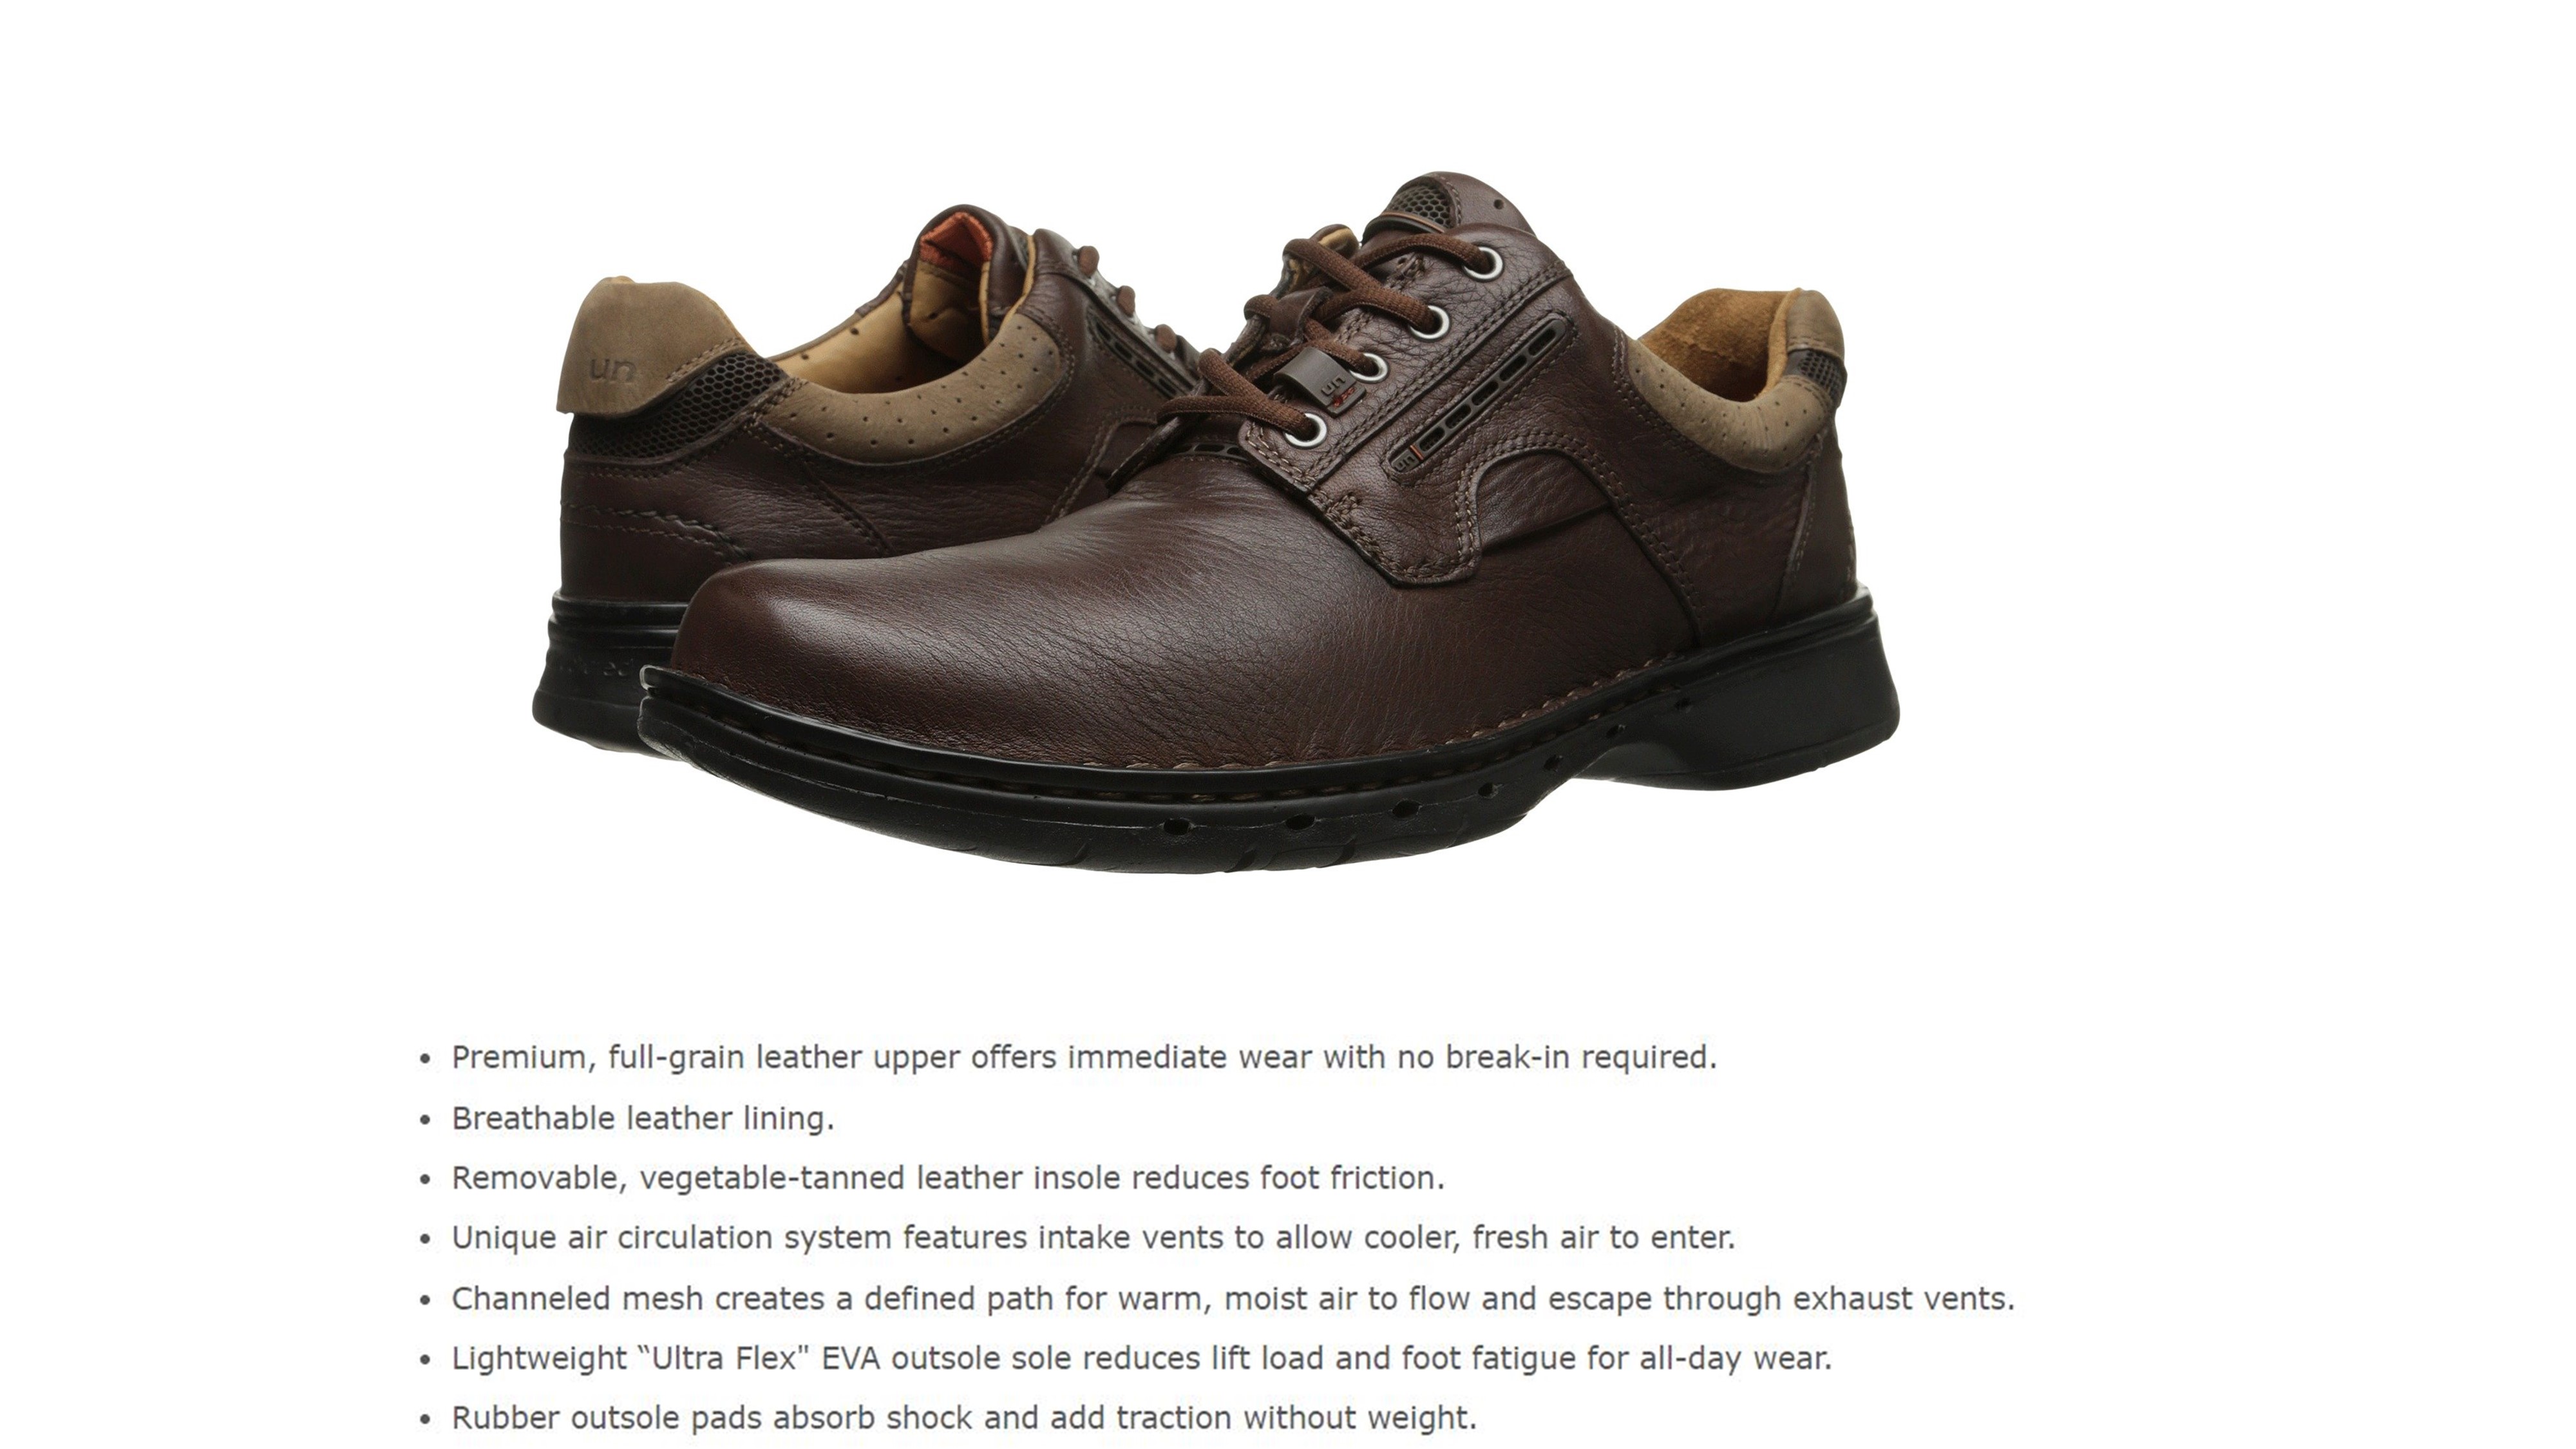 un
un
un
• Premium, full-grain leather upper offers immediate wear with no break-in required.
• Breathable leather lining.
• Removable, vegetable-tanned leather insole reduces foot friction.
• Unique air circulation system features intake vents to allow cooler, fresh air to enter.
• Channeled mesh creates a defined path for warm, moist air to flow and escape through exhaust vents.
• Lightweight “Ultra Flex" EVA outsole sole reduces lift load and foot fatigue for all-day wear.
• Rubber outsole pads absorb shock and add traction without weight.